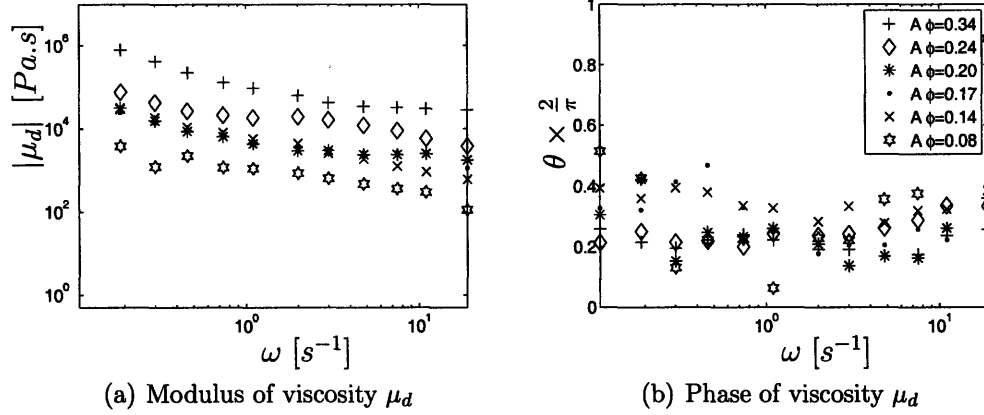 |μ_d| [Pa.s]
10^6
10^4
10^2
10^0
10^0
10^1
ω [s^{-1}]
(a) Modulus of viscosity μ_d
θ × 2/π
1
0.8
0.6
0.4
0.2
0
10^0
10^1
ω [s^{-1}]
A ϕ=0.34
A ϕ=0.24
A ϕ=0.20
A ϕ=0.17
A ϕ=0.14
A ϕ=0.08
(b) Phase of viscosity μ_d